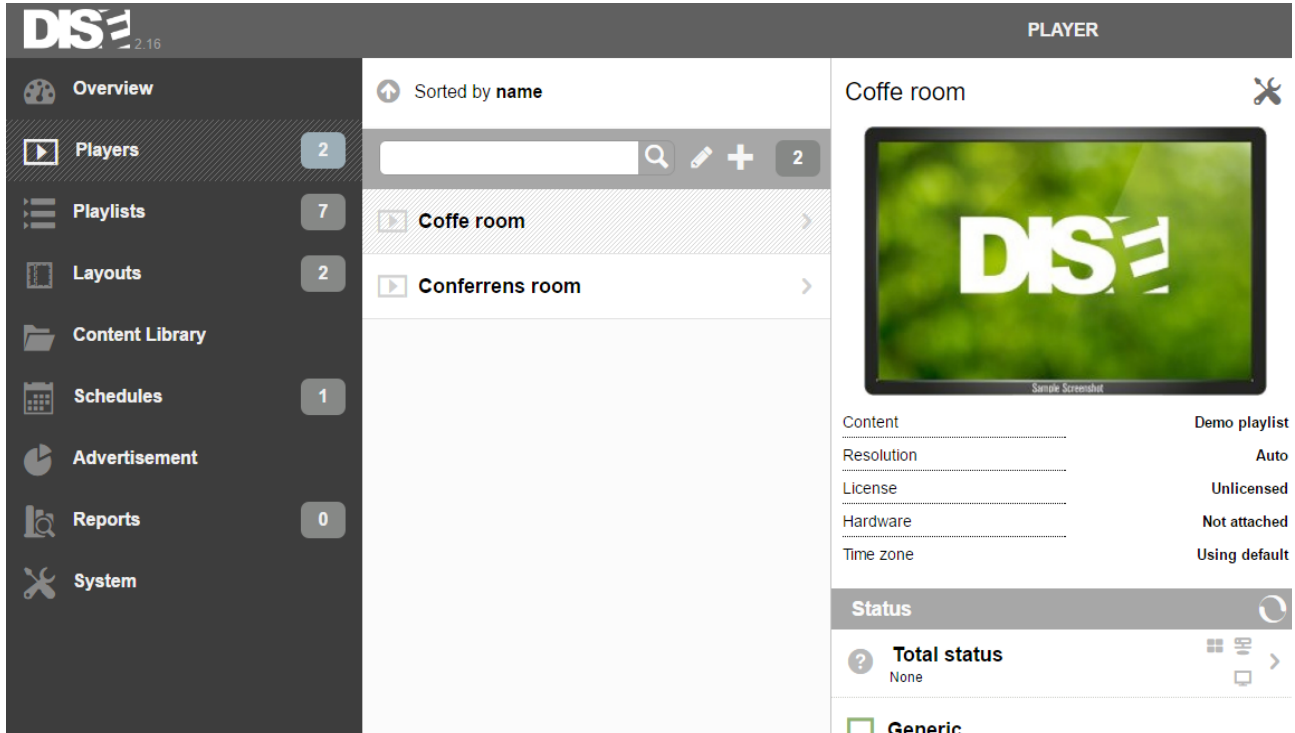 DISE 2.16
PLAYER
Overview
Players 2
Playlists 7
Layouts 2
Content Library
Schedules 1
Advertisement
Reports 0
System
Sorted by name
2
Coffe room
Conferrens room
Coffe room
DISE
Sample Screenshot
Content Demo playlist
Resolution Auto
License Unlicensed
Hardware Not attached
Time zone Using default
Status
Total status
None
Generic